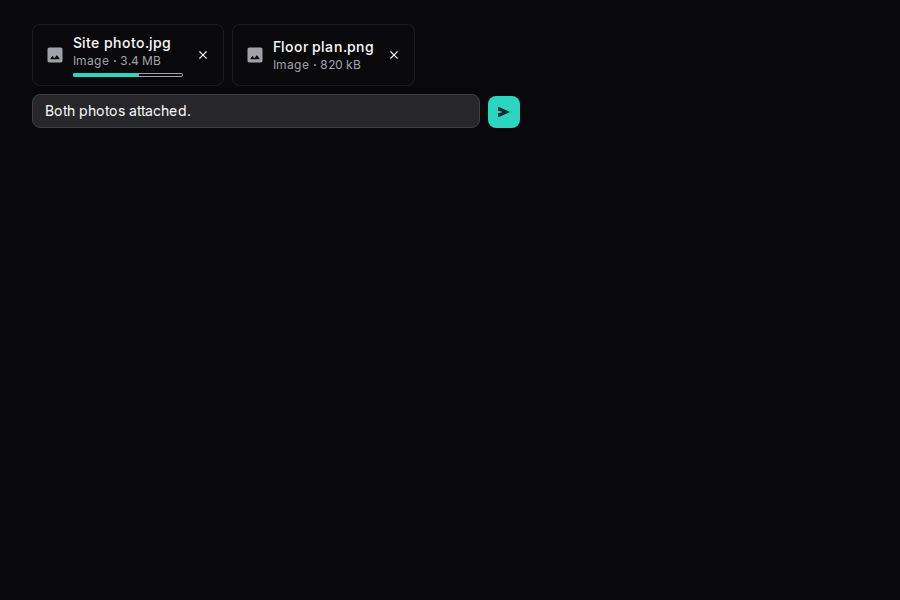 Site photo.jpg
Image · 3.4 MB
Floor plan.png
Image · 820 kB
Both photos attached.